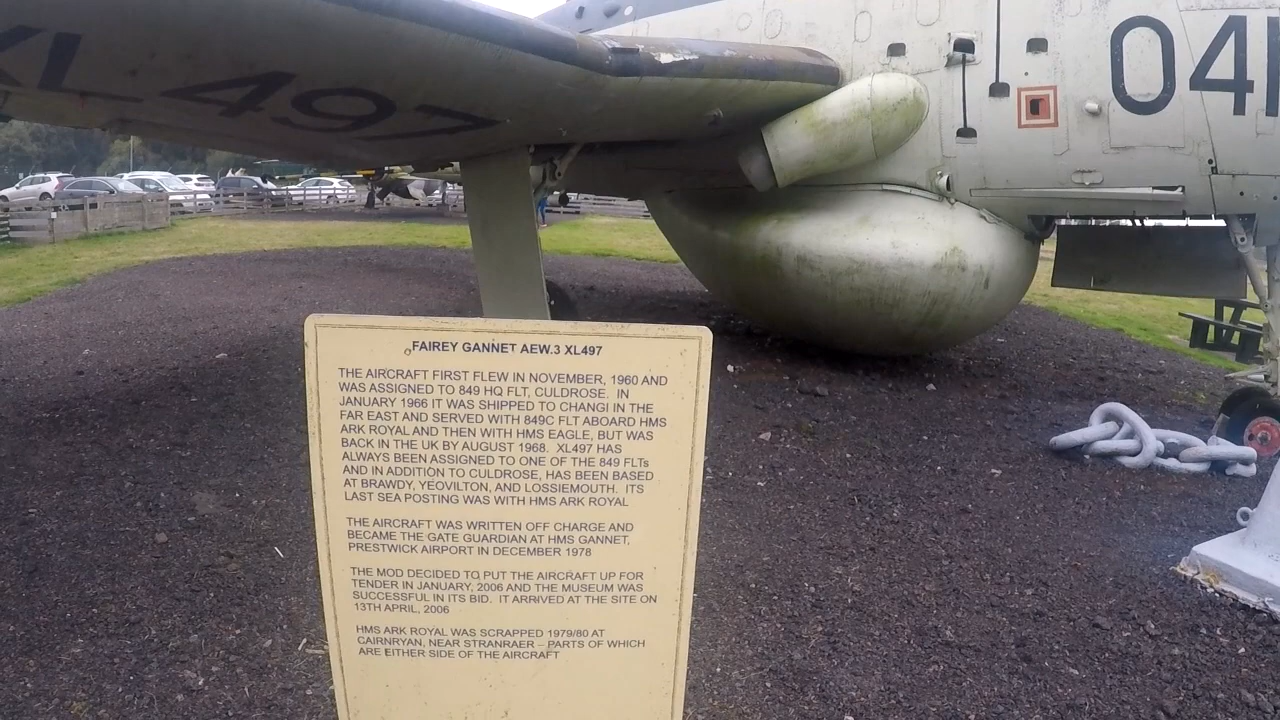 XL497
04
FAIREY GANNET AEW.3 XL497
THE AIRCRAFT FIRST FLEW IN NOVEMBER, 1960 AND
WAS ASSIGNED TO 849 HQ FLT, CULDROSE. IN
JANUARY 1966 IT WAS SHIPPED TO CHANGI IN THE
FAR EAST AND SERVED WITH 849C FLT ABOARD HMS
ARK ROYAL AND THEN WITH HMS EAGLE, BUT WAS
BACK IN THE UK BY AUGUST 1968. XL497 HAS
ALWAYS BEEN ASSIGNED TO ONE OF THE 849 FLTs
AND IN ADDITION TO CULDROSE, HAS BEEN BASED
AT BRAWDY, YEOVILTON, AND LOSSIEMOUTH. ITS
LAST SEA POSTING WAS WITH HMS ARK ROYAL
THE AIRCRAFT WAS WRITTEN OFF CHARGE AND
BECAME THE GATE GUARDIAN AT HMS GANNET,
PRESTWICK AIRPORT IN DECEMBER 1978
THE MOD DECIDED TO PUT THE AIRCRAFT UP FOR
TENDER IN JANUARY, 2006 AND THE MUSEUM WAS
SUCCESSFUL IN ITS BID. IT ARRIVED AT THE SITE ON
13TH APRIL, 2006
HMS ARK ROYAL WAS SCRAPPED 1979/80 AT
CAIRNRYAN, NEAR STRANRAER – PARTS OF WHICH
ARE EITHER SIDE OF THE AIRCRAFT